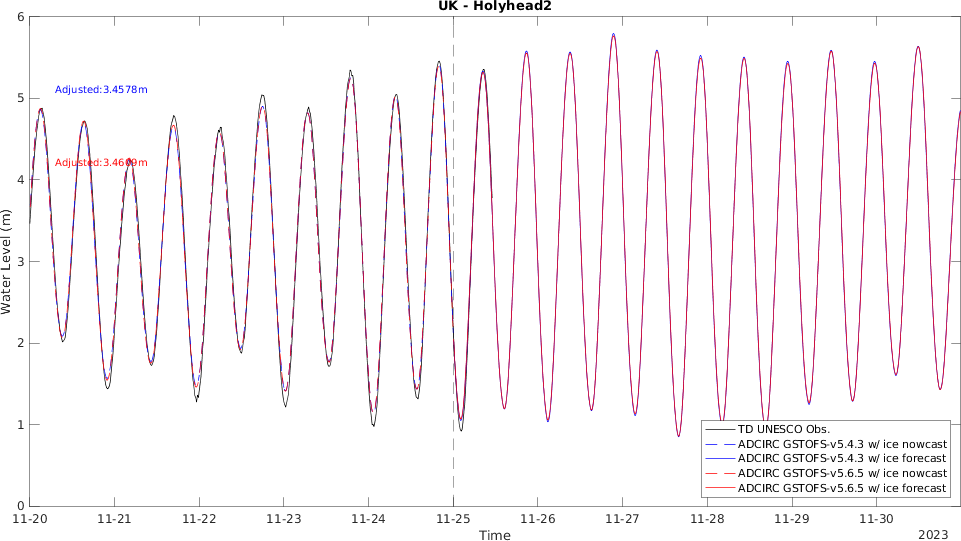 UK - Holyhead2
6
5
4
3
2
1
0
Water Level (m)
Adjusted:3.4578m
TD UNESCO Obs.
ADCIRC GSTOFS-v5.4.3 w/ ice nowcast
ADCIRC GSTOFS-v5.4.3 w/ ice forecast
ADCIRC GSTOFS-v5.6.5 w/ ice nowcast
ADCIRC GSTOFS-v5.6.5 w/ ice forecast
11-20 11-21 11-22 11-23 11-24 11-25 11-26 11-27 11-28 11-29 11-30
Time
2023